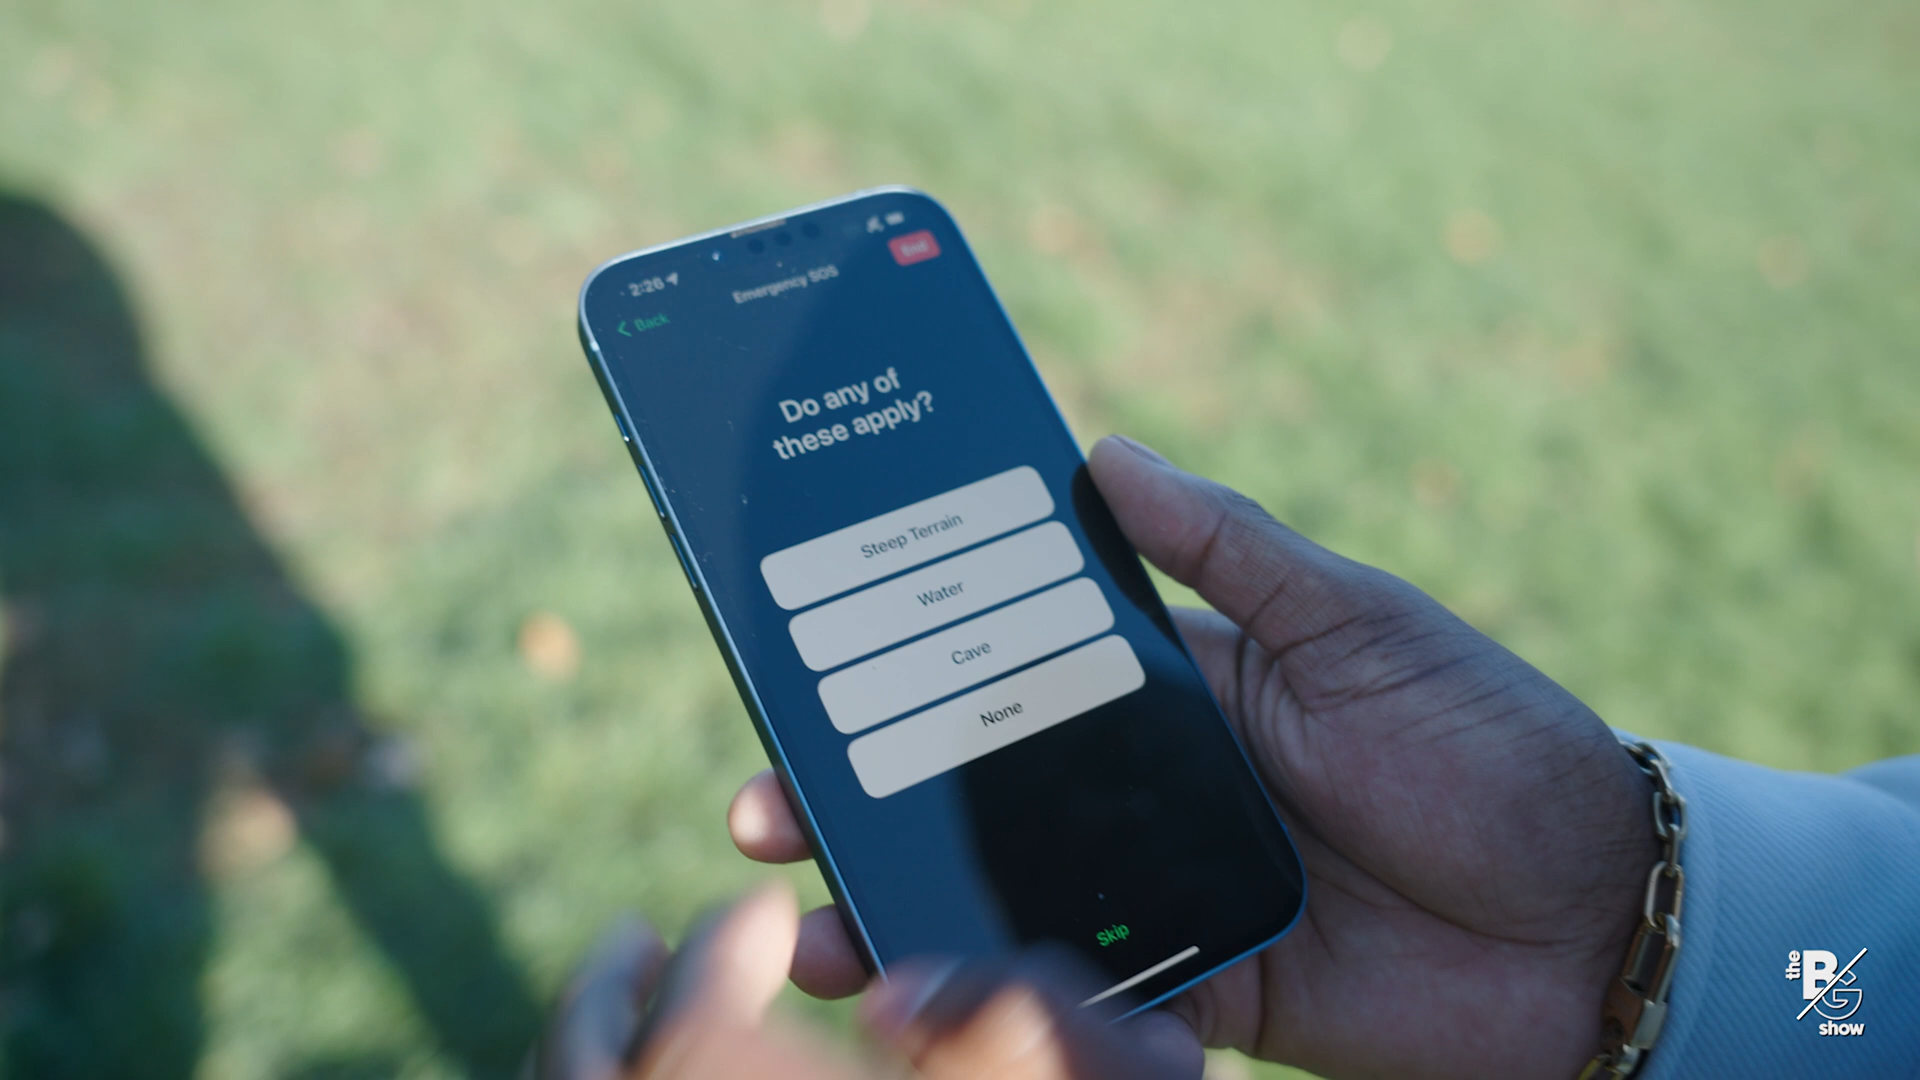 2:26
Emergency SOS
End
Back
Do any of
these apply?
Steep Terrain
Water
Cave
None
Skip
the
BG
show